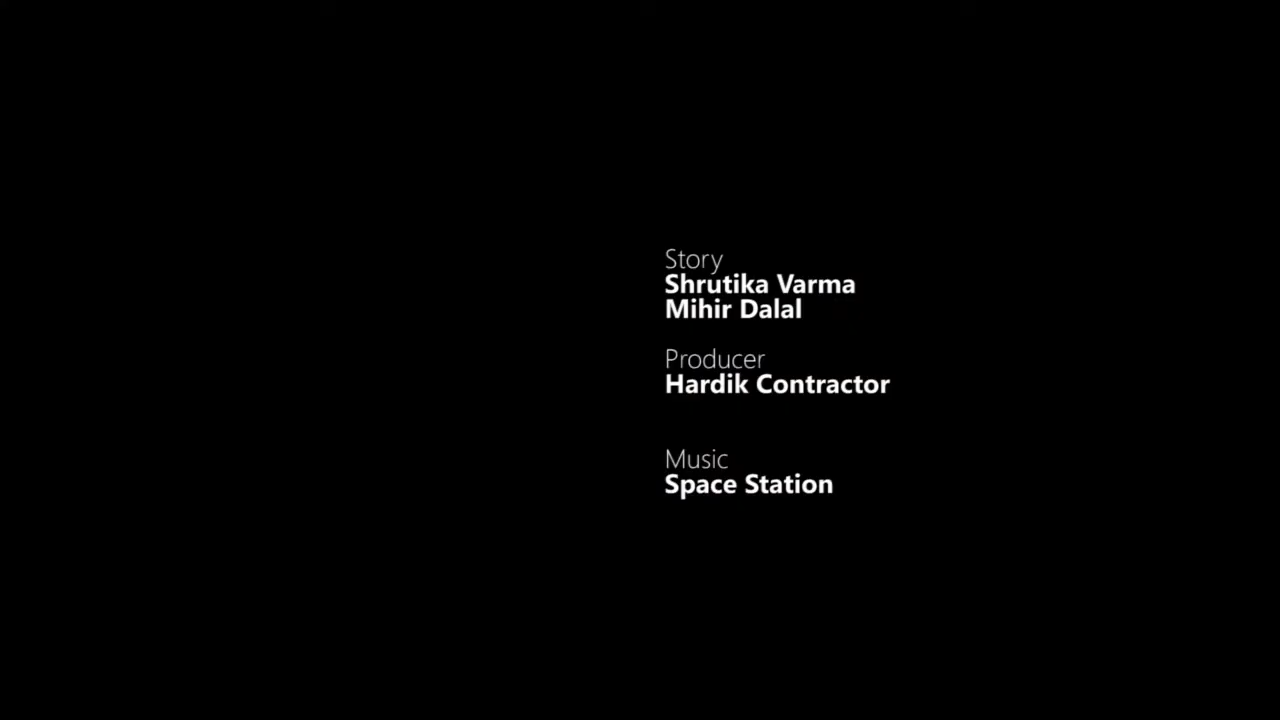 Story
Shrutika Varma
Mihir Dalal
Producer
Hardik Contractor
Music
Space Station